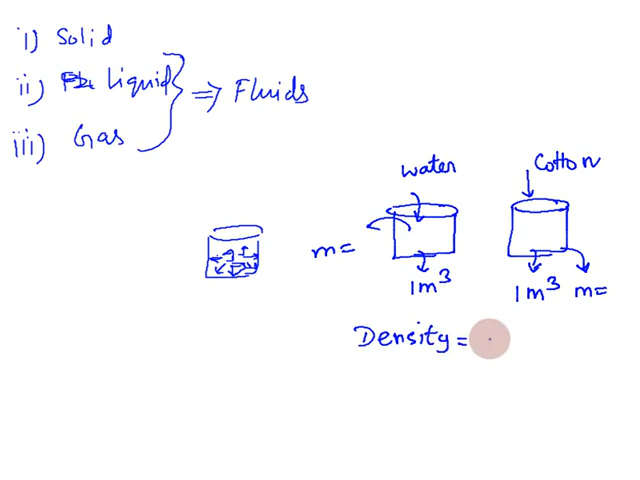 i) Solid
ii) Liquid
iii) Gas
⇒ Fluids
water
Cotton
m=
1m³
1m³ m=
Density =